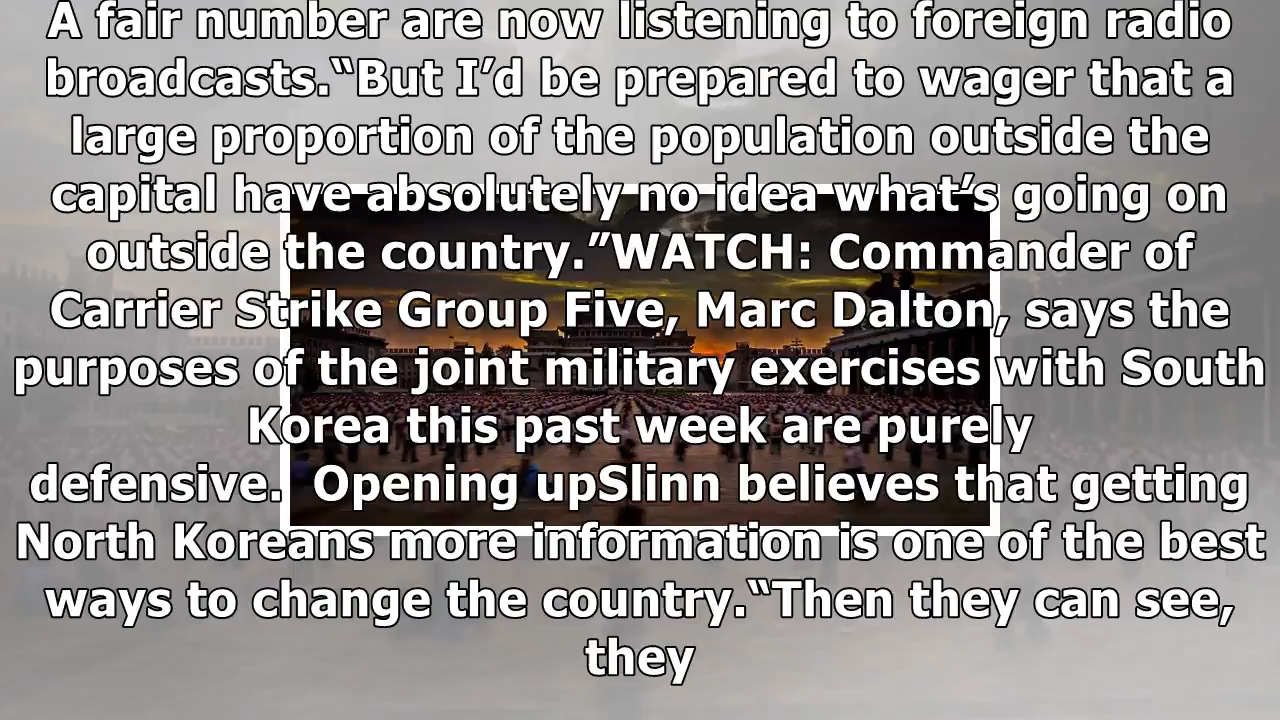 A fair number are now listening to foreign radio
broadcasts.“But I’d be prepared to wager that a
large proportion of the population outside the
capital have absolutely no idea what’s going on
outside the country.”WATCH: Commander of
Carrier Strike Group Five, Marc Dalton, says the
purposes of the joint military exercises with South
Korea this past week are purely
defensive.  Opening upSlinn believes that getting
North Koreans more information is one of the best
ways to change the country.“Then they can see,
they